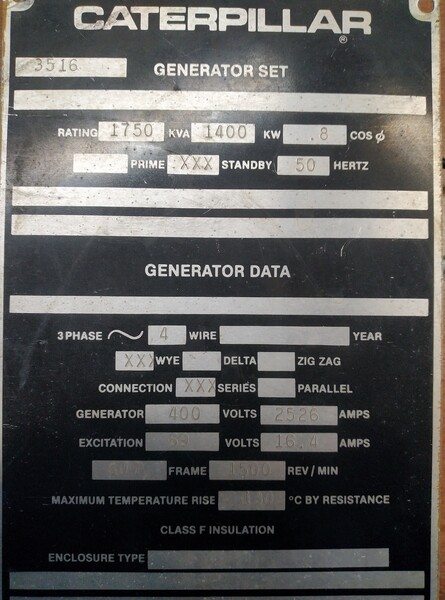 CATERPILLAR®
3516 GENERATOR SET
RATING 1750 KVA 1400 KW .8 COS ϕ
PRIME XXX STANDBY 50 HERTZ
GENERATOR DATA
3 PHASE ~ 4 WIRE YEAR
XXX WYE DELTA ZIG ZAG
CONNECTION XXX SERIES PARALLEL
GENERATOR 400 VOLTS 2526 AMPS
EXCITATION VOLTS 16.4 AMPS
FRAME 1500 REV / MIN
MAXIMUM TEMPERATURE RISE °C BY RESISTANCE
CLASS F INSULATION
ENCLOSURE TYPE